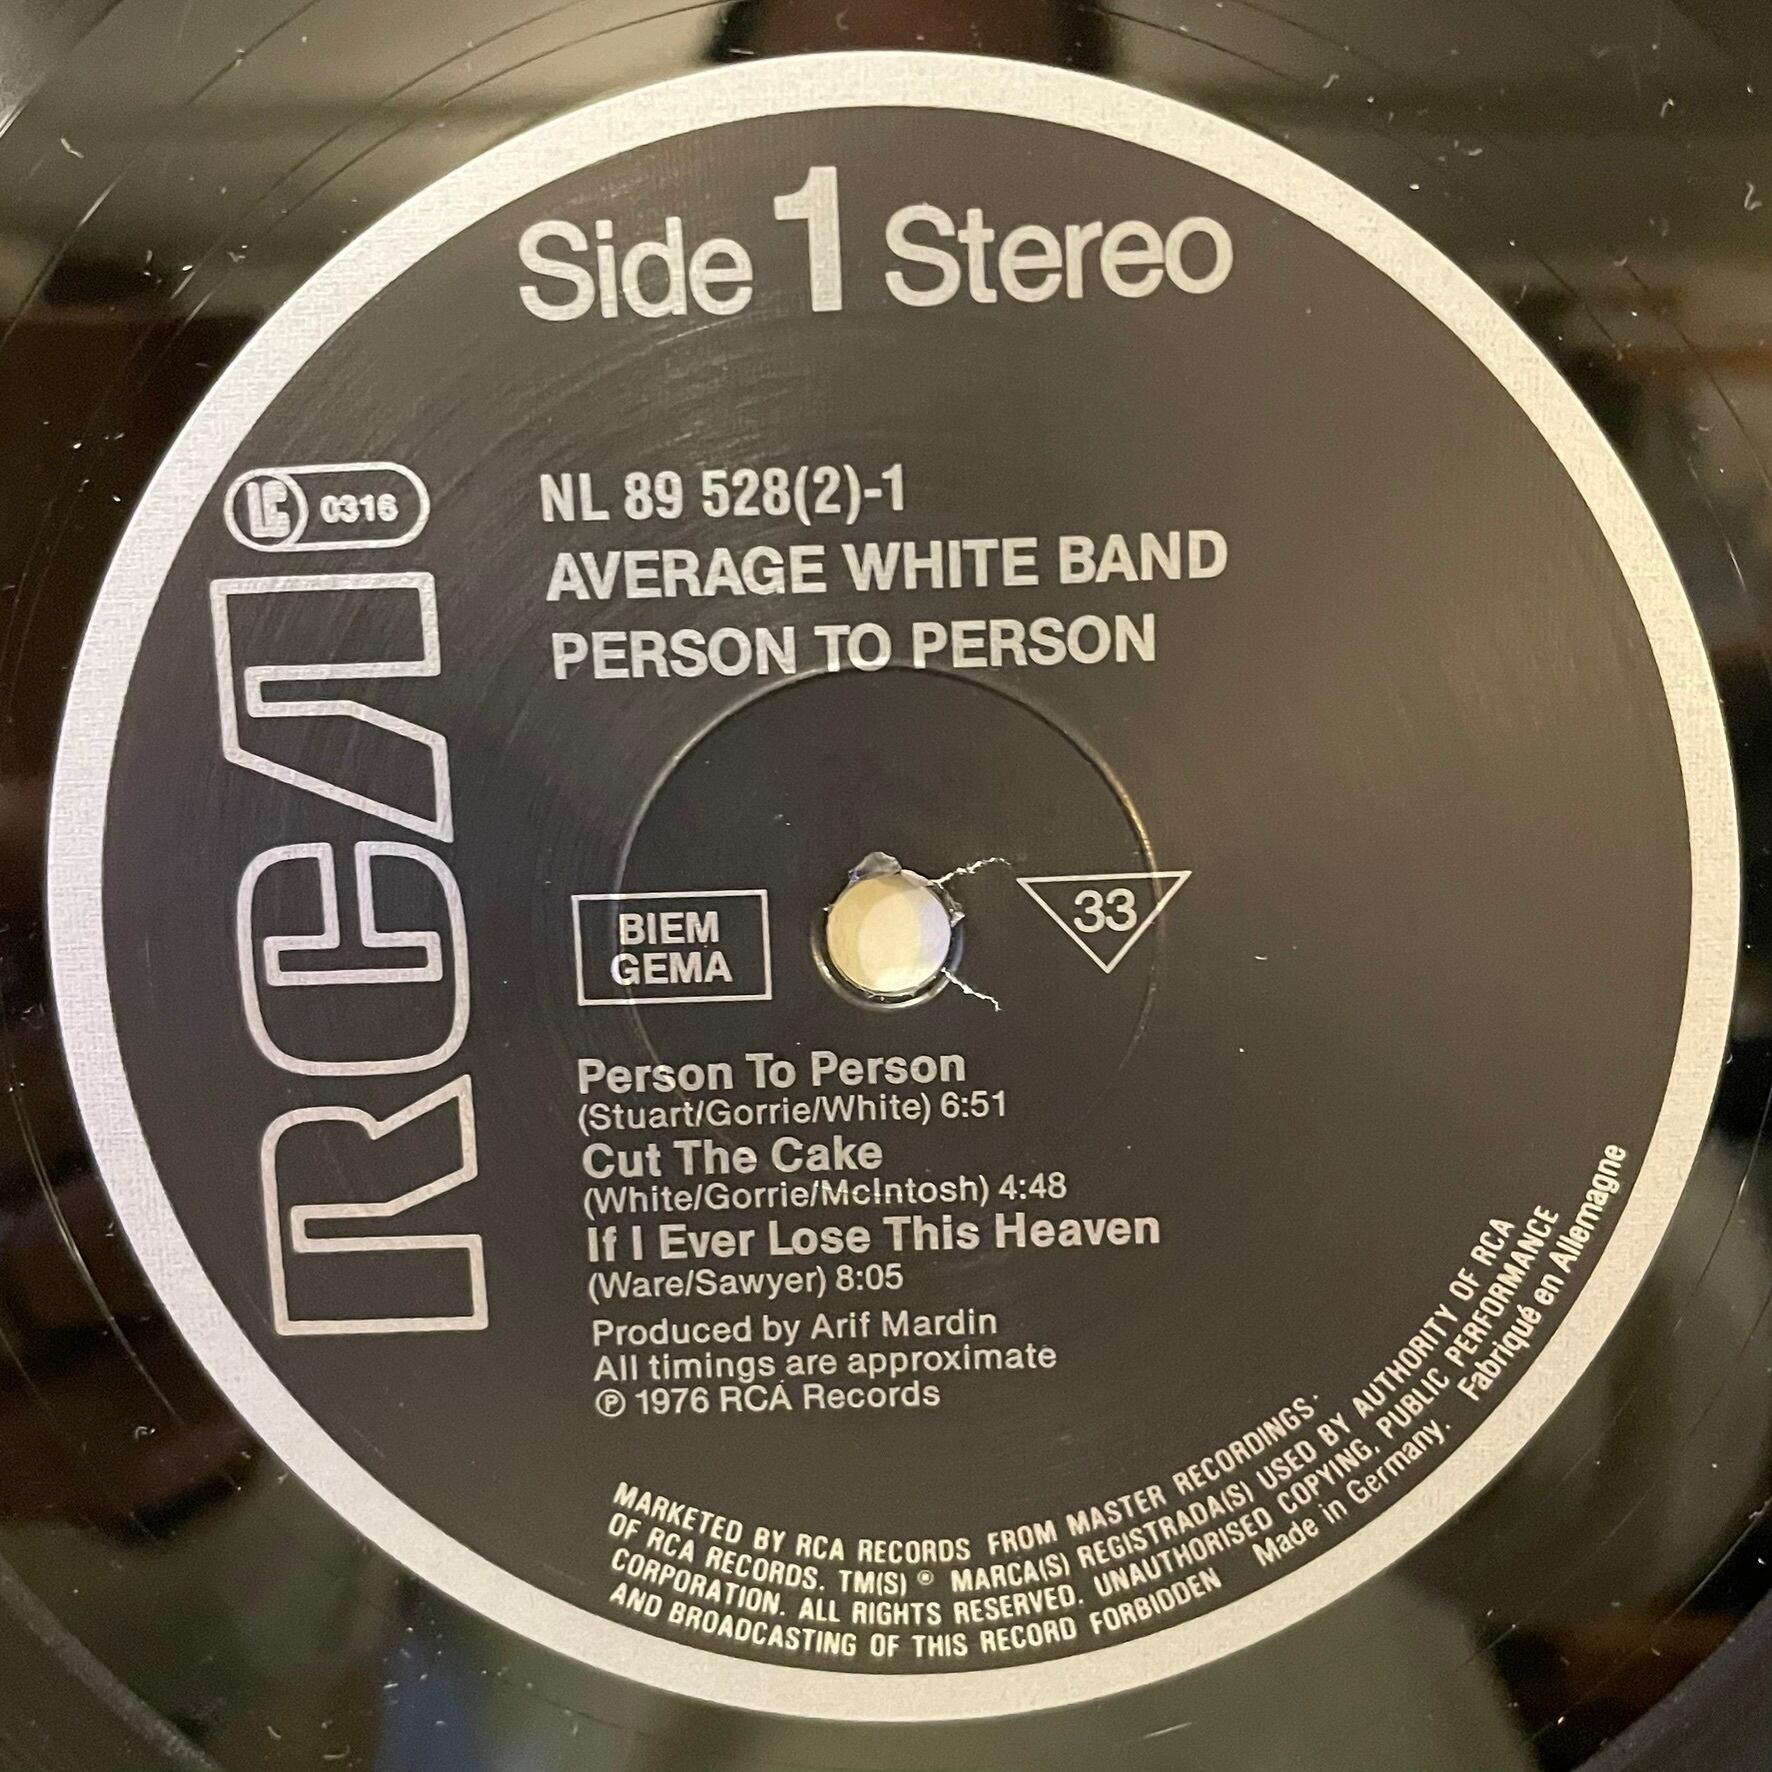 Side 1 Stereo
LC 0316
NL 89 528(2)-1
AVERAGE WHITE BAND
PERSON TO PERSON
RCA
BIEM
GEMA
33
Person To Person
(Stuart/Gorrie/White) 6:51
Cut The Cake
(White/Gorrie/McIntosh) 4:48
If I Ever Lose This Heaven
(Ware/Sawyer) 8:05
Produced by Arif Mardin
All timings are approximate
℗ 1976 RCA Records
MARKETED BY RCA RECORDS FROM MASTER RECORDINGS.
OF RCA RECORDS. TM(S) ® MARCA(S) REGISTRADA(S) USED BY AUTHORITY OF RCA
CORPORATION. ALL RIGHTS RESERVED. UNAUTHORISED COPYING, PUBLIC PERFORMANCE
AND BROADCASTING OF THIS RECORD FORBIDDEN Made in Germany. Fabriqué en Allemagne